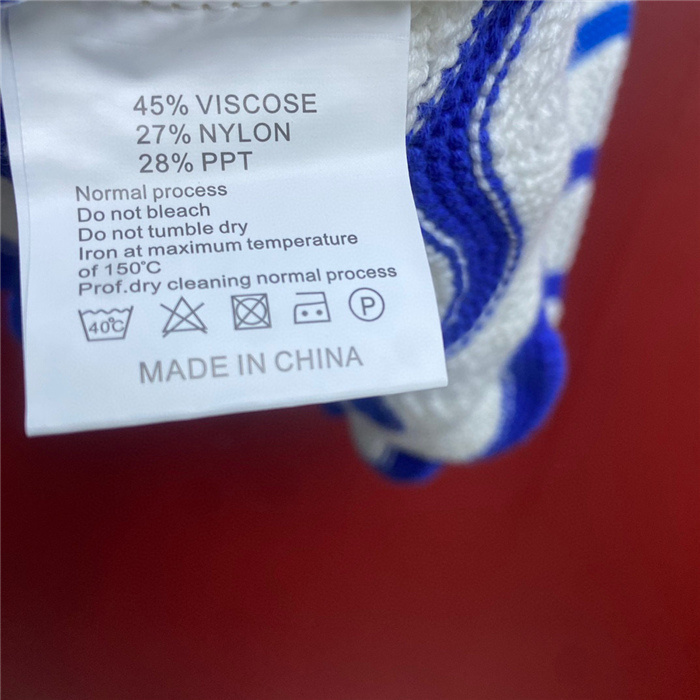 45% VISCOSE
27% NYLON
28% PPT
Normal process
Do not bleach
Do not tumble dry
Iron at maximum temperature
of 150°C
Prof.dry cleaning normal process
40°C P
MADE IN CHINA